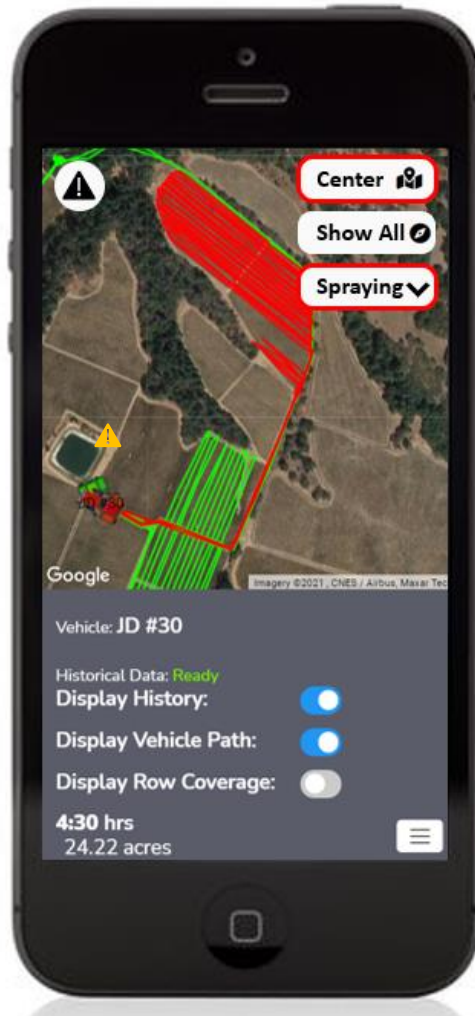 Center
Show All
Spraying
Google
Imagery ©2021 , CNES / Airbus, Maxar Tec
Vehicle: JD #30
Historical Data: Ready
Display History:
Display Vehicle Path:
Display Row Coverage:
4:30 hrs
24.22 acres